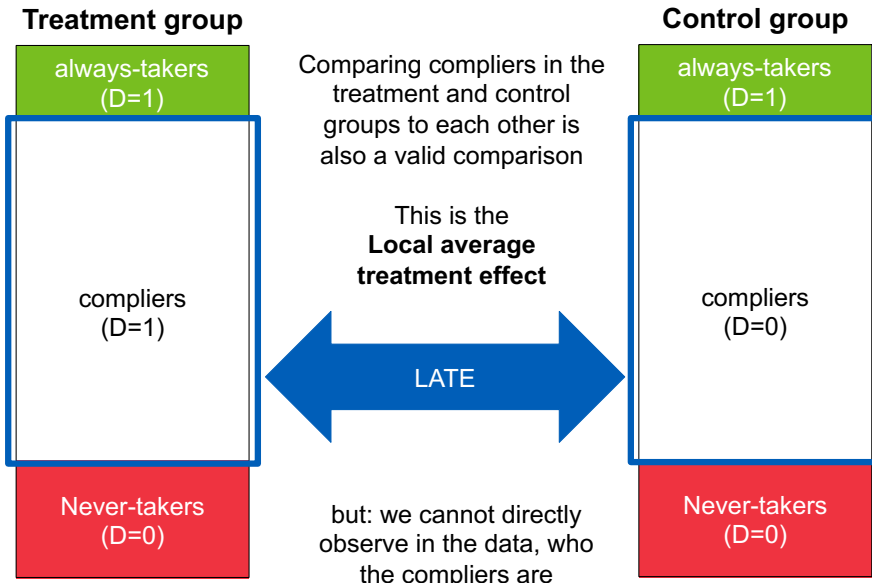 Treatment group
always-takers
(D=1)
compliers
(D=1)
Never-takers
(D=0)
Comparing compliers in the
treatment and control
groups to each other is
also a valid comparison
This is the
Local average
treatment effect
LATE
but: we cannot directly
observe in the data, who
the compliers are
Control group
always-takers
(D=1)
compliers
(D=0)
Never-takers
(D=0)